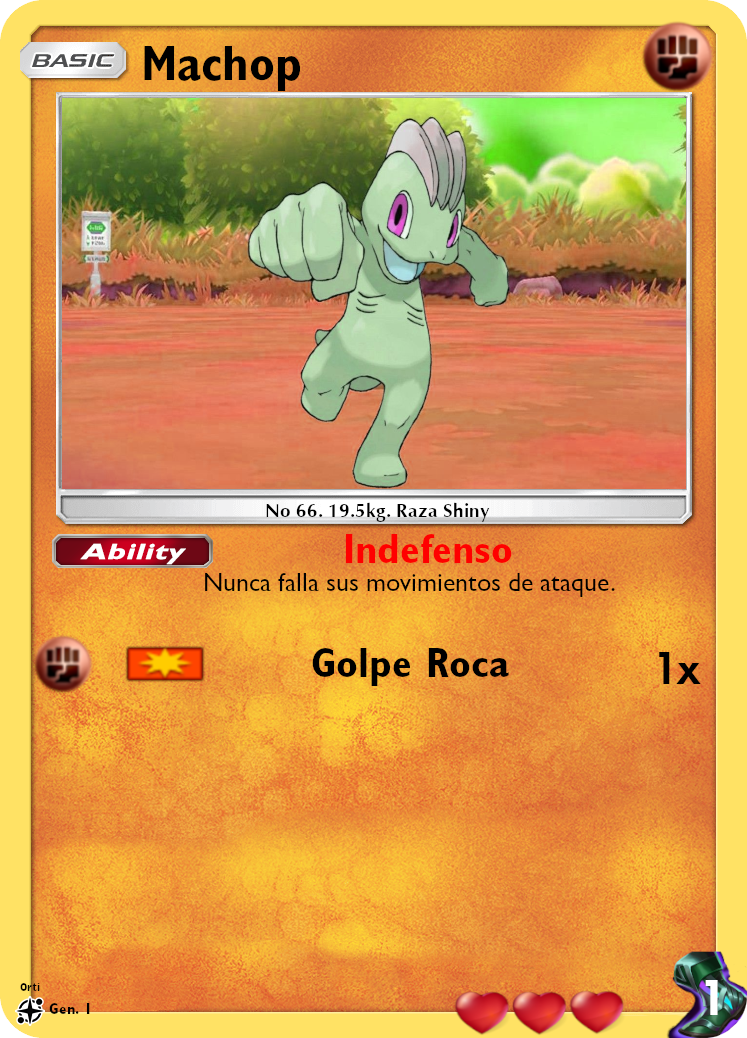 BASIC Machop
No 66. 19.5kg. Raza Shiny
Ability Indefenso
Nunca falla sus movimientos de ataque.
Golpe Roca 1x
Orti
Gen. I
1